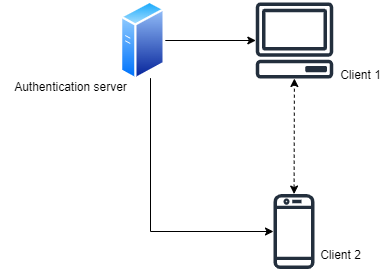 Client 1
Authentication server
Client 2